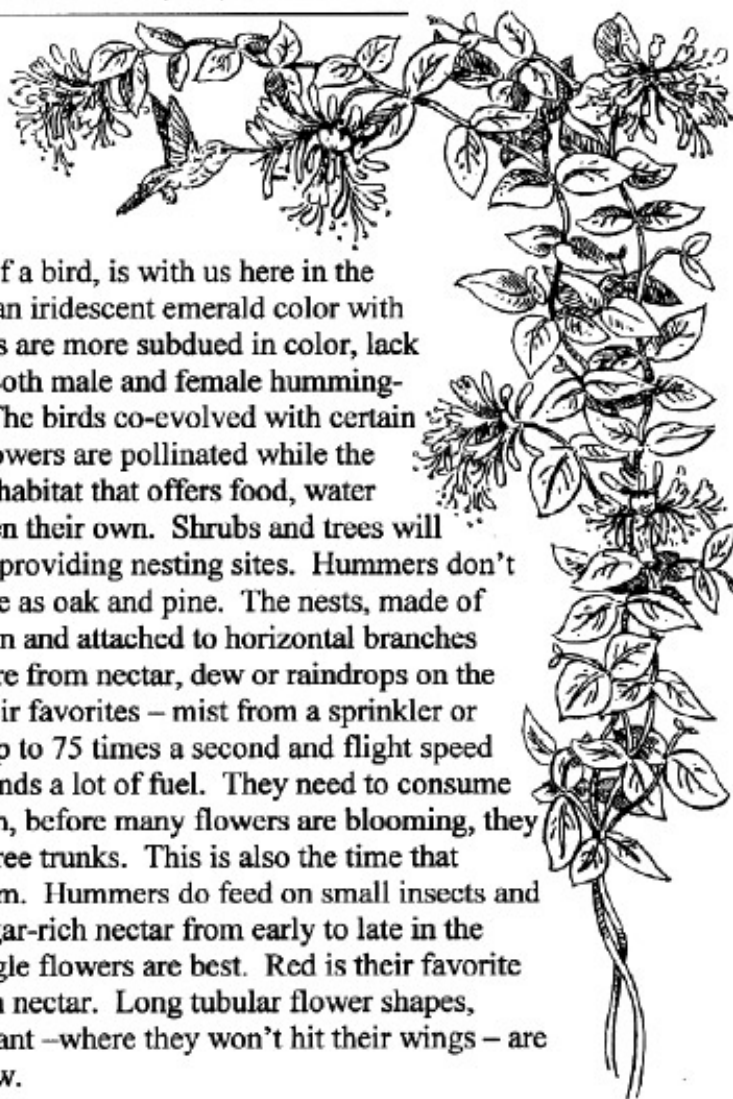 f a bird, is with us here in the
an iridescent emerald color with
s are more subdued in color, lack
oth male and female humming-
The birds co-evolved with certain
owers are pollinated while the
habitat that offers food, water
en their own.  Shrubs and trees will
providing nesting sites.  Hummers don't
e as oak and pine.  The nests, made of
n and attached to horizontal branches
re from nectar, dew or raindrops on the
ir favorites – mist from a sprinkler or
p to 75 times a second and flight speed
nds a lot of fuel.  They need to consume
n, before many flowers are blooming, they
ree trunks.  This is also the time that
m.  Hummers do feed on small insects and
gar-rich nectar from early to late in the
gle flowers are best.  Red is their favorite
n nectar.  Long tubular flower shapes,
ant –where they won't hit their wings – are
w.